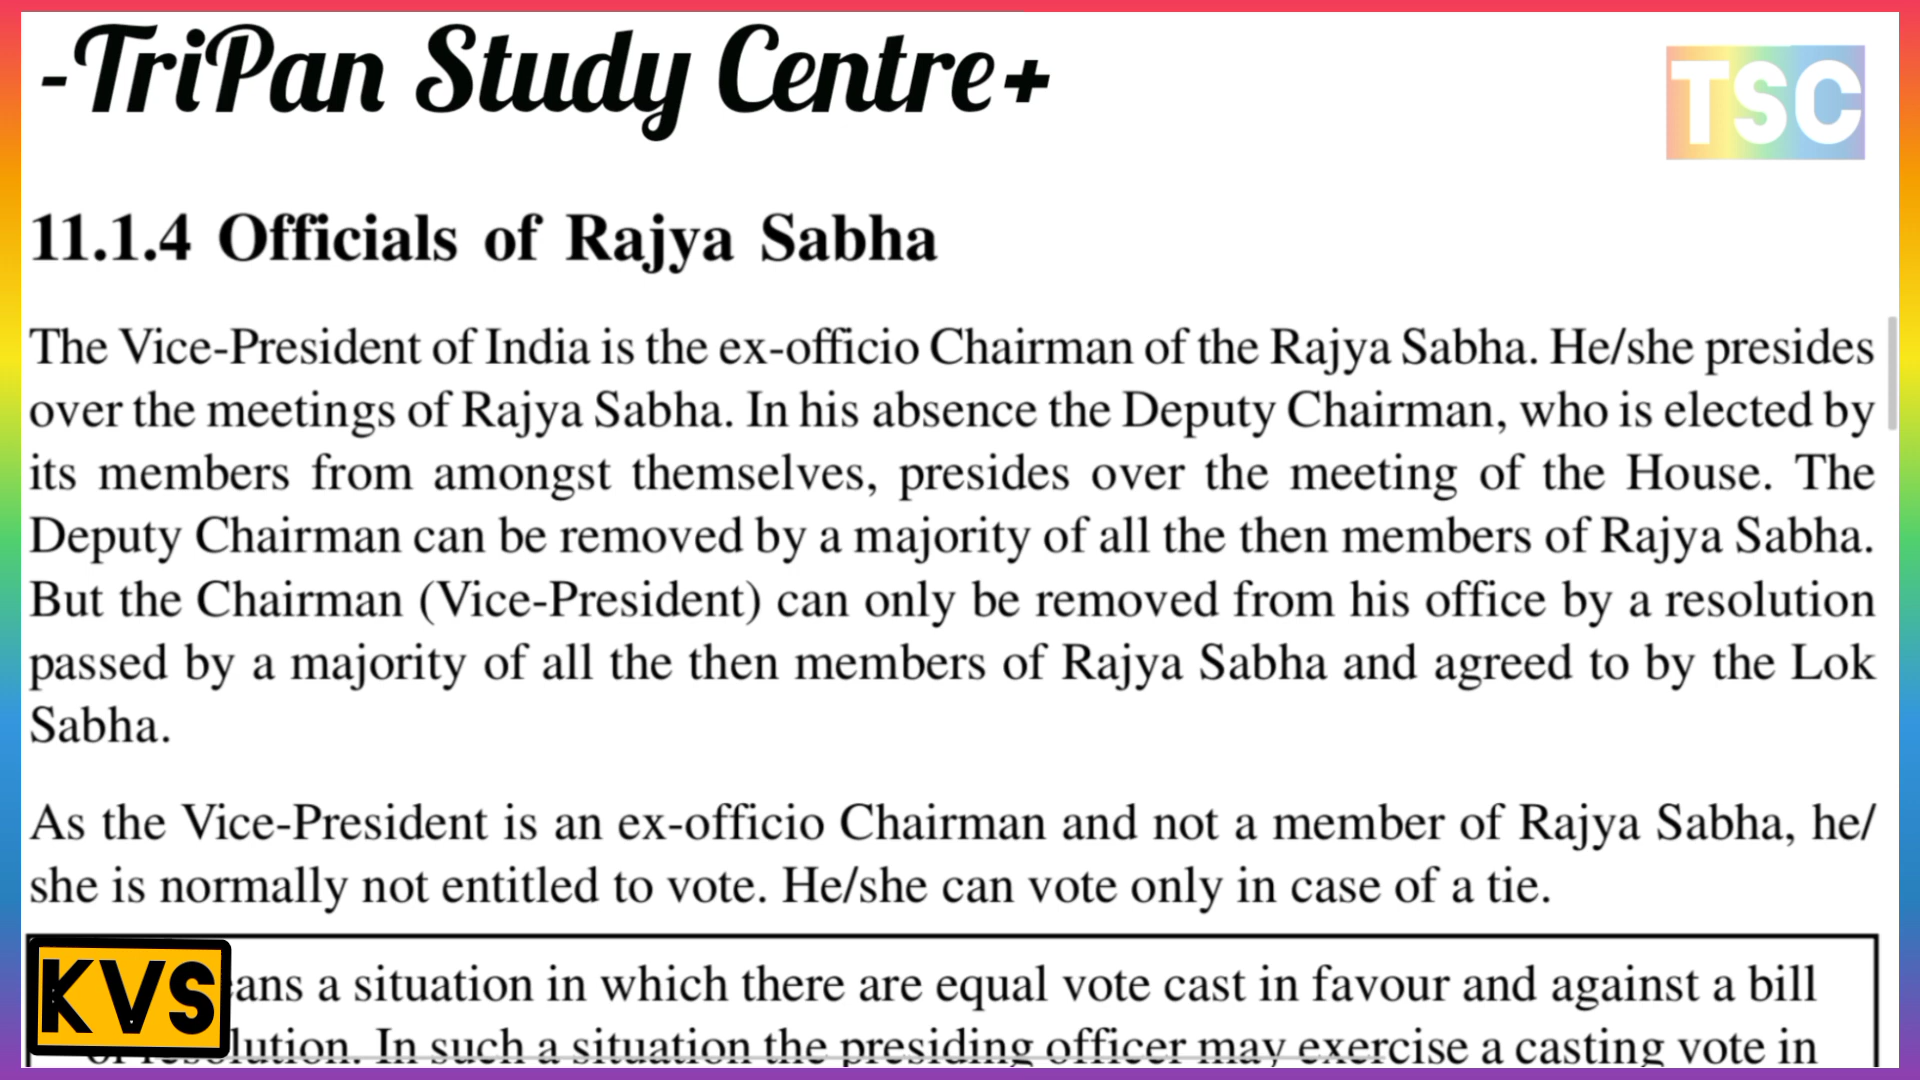 -TriPan Study Centre+
TSC
11.1.4 Officials of Rajya Sabha
The Vice-President of India is the ex-officio Chairman of the Rajya Sabha. He/she presides
over the meetings of Rajya Sabha. In his absence the Deputy Chairman, who is elected by
its members from amongst themselves, presides over the meeting of the House. The
Deputy Chairman can be removed by a majority of all the then members of Rajya Sabha.
But the Chairman (Vice-President) can only be removed from his office by a resolution
passed by a majority of all the then members of Rajya Sabha and agreed to by the Lok
Sabha.
As the Vice-President is an ex-officio Chairman and not a member of Rajya Sabha, he/
she is normally not entitled to vote. He/she can vote only in case of a tie.
KVS
a situation in which there are equal vote cast in favour and against a bill
In such a situation the presiding officer may exercise a casting vote in